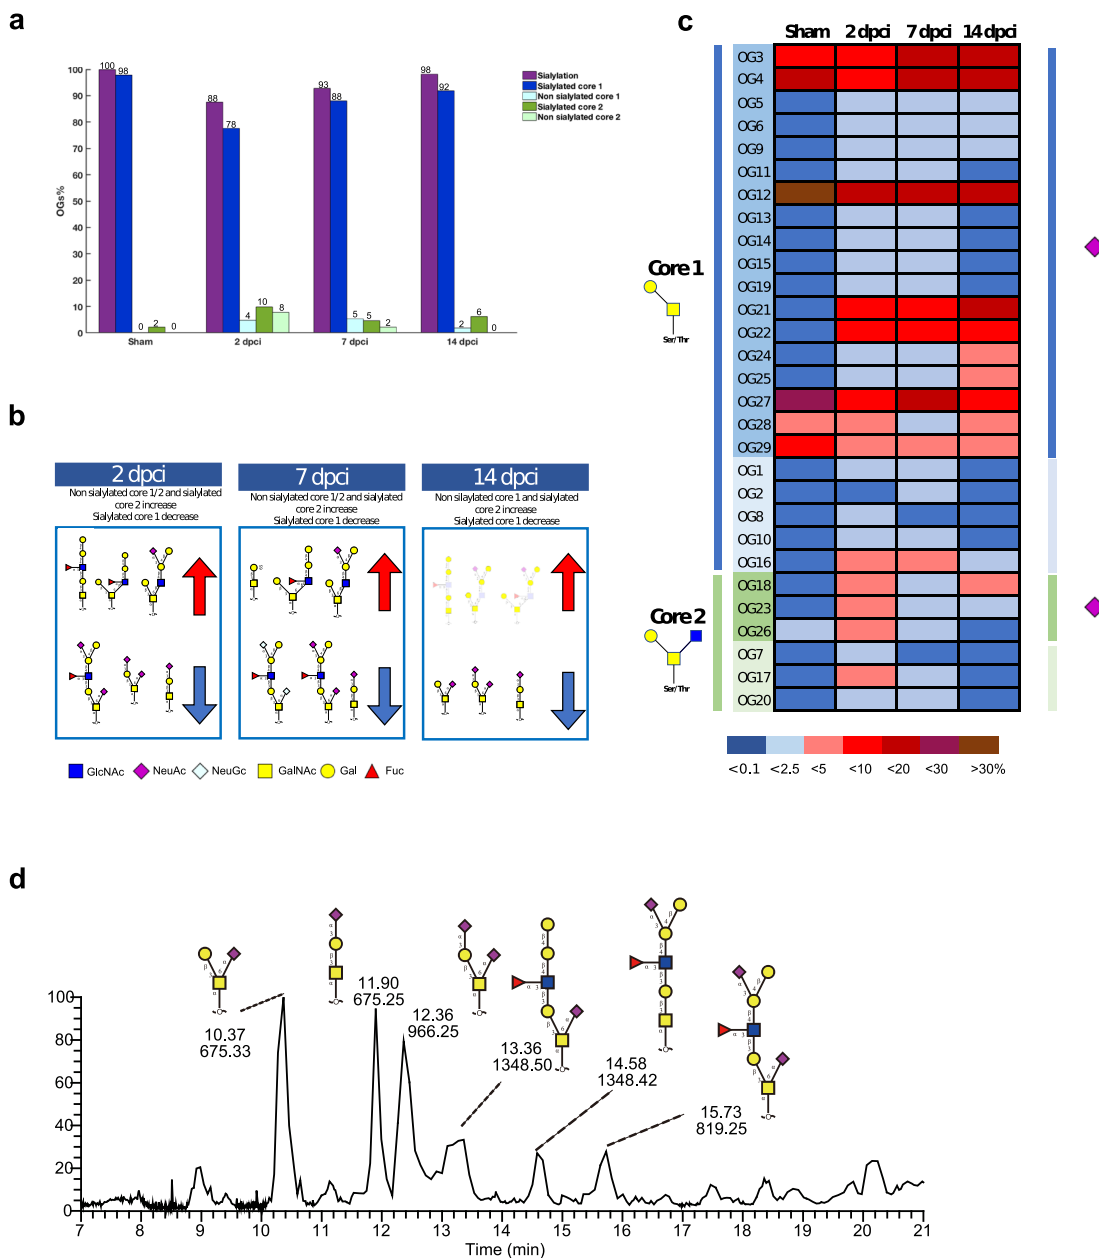 a
100
90
80
70
60
50
40
30
20
10
0
OGs%
100
98
0
2
0
88
78
4
10
8
93
88
5
5
2
98
92
2
6
0
Sham
2 dpci
7 dpci
14 dpci
Sialylation
Sialylated core 1
Non sialylated core 1
Sialylated core 2
Non sialylated core 2
b
2 dpci
Non sialylated core 1/2 and sialylated
core 2 increase
Sialylated core 1 decrease
7 dpci
Non sialylated core 1/2 and sialylated
core 2 increase
Sialylated core 1 decrease
14 dpci
Non silaylated core 1 and sialylated
core 2 increase
Sialylated core 1 decrease
GlcNAc
NeuAc
NeuGc
GalNAc
Gal
Fuc
c
Sham
2 dpci
7 dpci
14 dpci
OG3
OG4
OG5
OG6
OG9
OG11
OG12
OG13
OG14
OG15
OG19
OG21
OG22
OG24
OG25
OG27
OG28
OG29
OG1
OG2
OG8
OG10
OG16
OG18
OG23
OG26
OG7
OG17
OG20
Core 1
Ser/Thr
Core 2
Ser/Thr
<0.1
<2.5
<5
<10
<20
<30
>30%
d
100
80
60
40
20
0
10.37
675.33
11.90
675.25
12.36
966.25
13.36
1348.50
14.58
1348.42
15.73
819.25
7
8
9
10
11
12
13
14
15
16
17
18
19
20
21
Time (min)